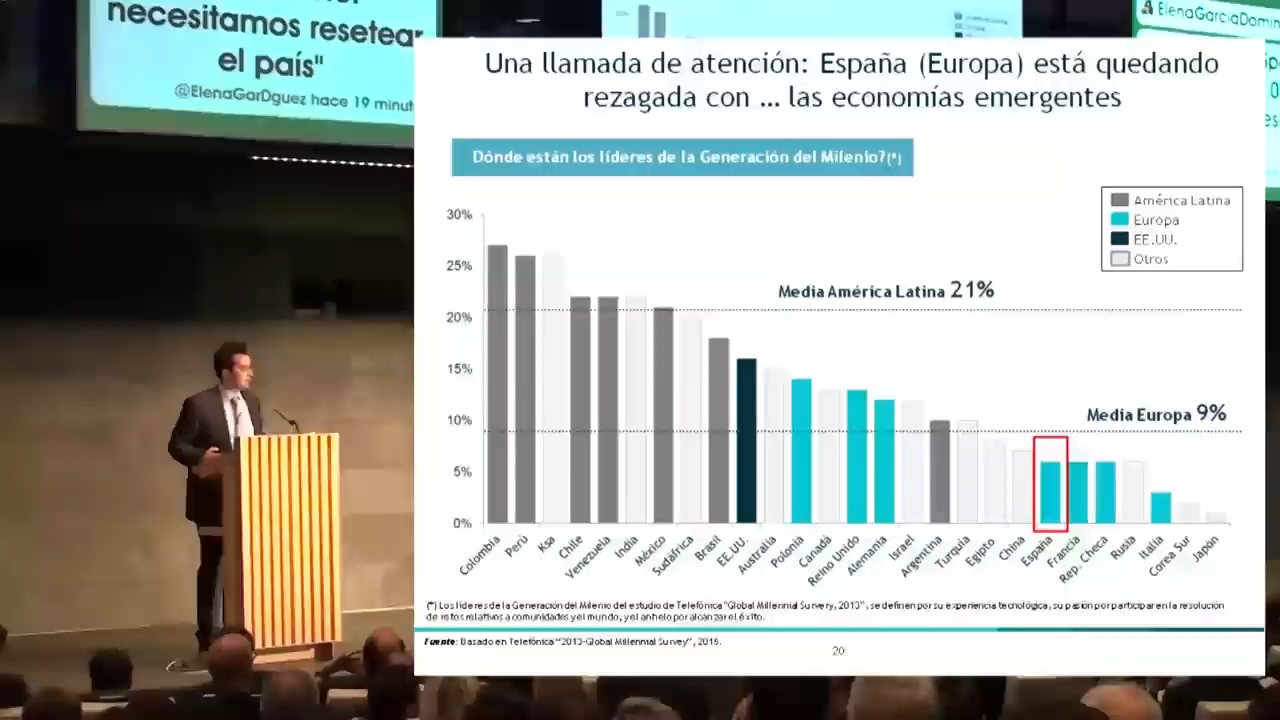 necesitamos resetear
el país"
@ElenaGarDguez hace 19 minut
ElenaGarciaDomin
Una llamada de atención: España (Europa) está quedando
rezagada con ... las economías emergentes
Dónde están los líderes de la Generación del Milenio?(*)
América Latina
Europa
EE.UU.
Otros
30%
25%
20%
15%
10%
5%
0%
Media América Latina 21%
Media Europa 9%
Colombia
Perú
Ksa
Chile
Venezuela
India
México
Sudáfrica
Brasil
EE.UU.
Australia
Polonia
Canadá
Reino Unido
Alemania
Israel
Argentina
Turquía
Egipto
China
España
Francia
Rep. Checa
Rusia
Italia
Corea Sur
Japón
(*) Los líderes de la Generación del Milenio del estudio de Telefónica "Global Millennial Survery, 2013", se definen por su experiencia tecnológica, su pasión por participar en la resolución
de retos relativos a comunidades y el mundo, y el anhelo por alcanzar el éxito.
Fuente: Basado en Telefónica "2013-Global Millennial Survey", 2015.
20